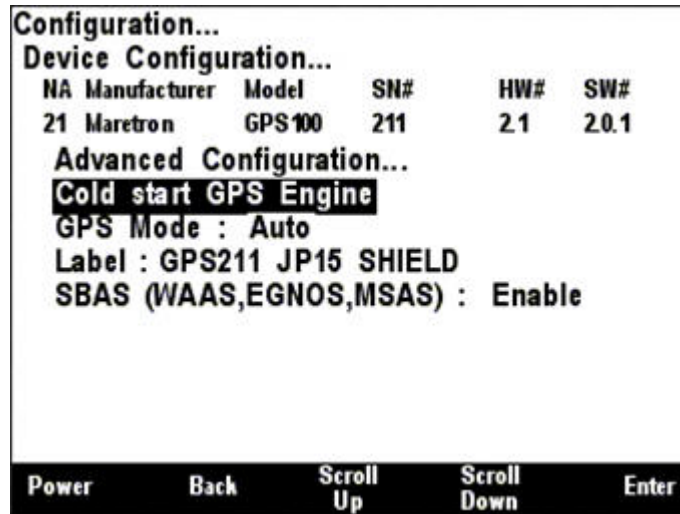 Configuration...
Device Configuration...
NA Manufacturer Model SN# HW# SW#
21 Maretron GPS100 211 2.1 2.0.1
Advanced Configuration...
Cold start GPS Engine
GPS Mode : Auto
Label : GPS211 JP15 SHIELD
SBAS (WAAS,EGNOS,MSAS) : Enable
Power Back Scroll Up Scroll Down Enter